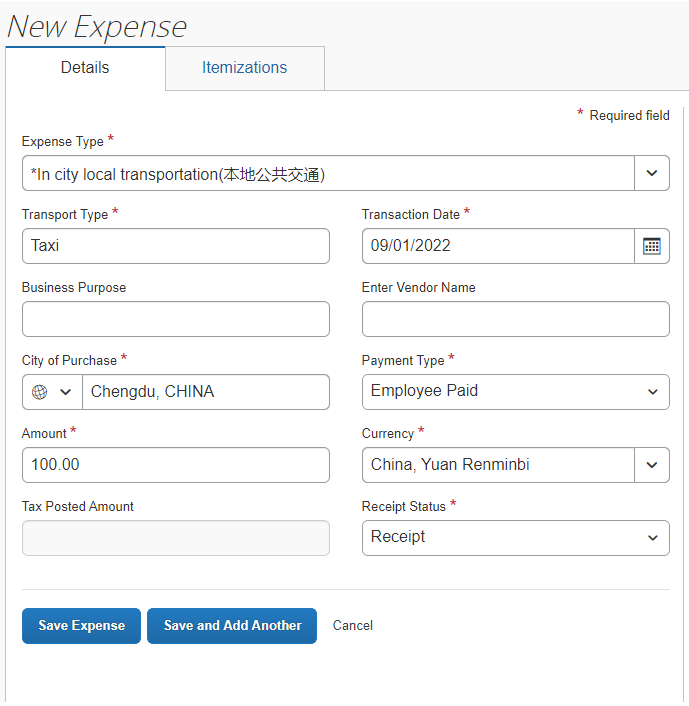 New Expense
Details
Itemizations
* Required field
Expense Type *
*In city local transportation(本地公共交通)
Transport Type *
Transaction Date *
Taxi
09/01/2022
Business Purpose
Enter Vendor Name
City of Purchase *
Payment Type *
Chengdu, CHINA
Employee Paid
Amount *
Currency *
100.00
China, Yuan Renminbi
Tax Posted Amount
Receipt Status *
Receipt
Save Expense
Save and Add Another
Cancel